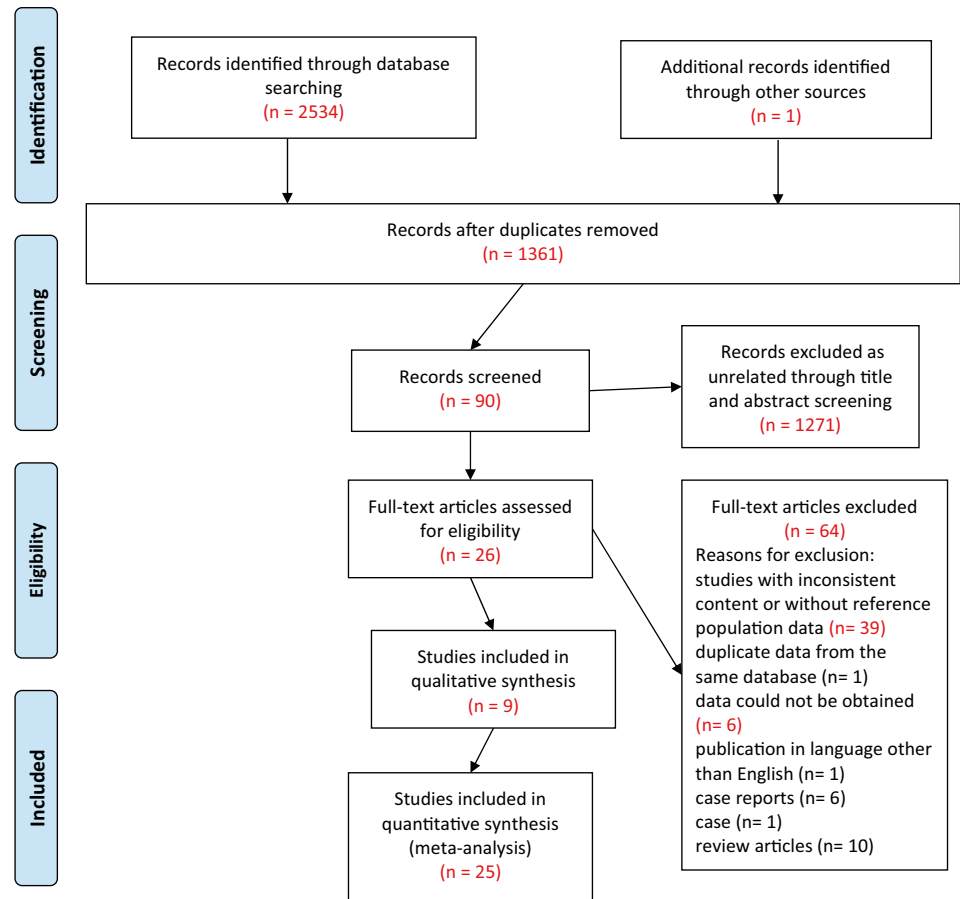 Identification
Records identified through database
searching
(n = 2534)
Additional records identified
through other sources
(n = 1)
Records after duplicates removed
(n = 1361)
Screening
Records screened
(n = 90)
Records excluded as
unrelated through title
and abstract screening
(n = 1271)
Eligibility
Full-text articles assessed
for eligibility
(n = 26)
Full-text articles excluded
(n = 64)
Reasons for exclusion:
studies with inconsistent
content or without reference
population data (n= 39)
duplicate data from the
same database (n= 1)
data could not be obtained
(n= 6)
publication in language other
than English (n= 1)
case reports (n= 6)
case (n= 1)
review articles (n= 10)
Studies included in
qualitative synthesis
(n = 9)
Included
Studies included in
quantitative synthesis
(meta-analysis)
(n = 25)